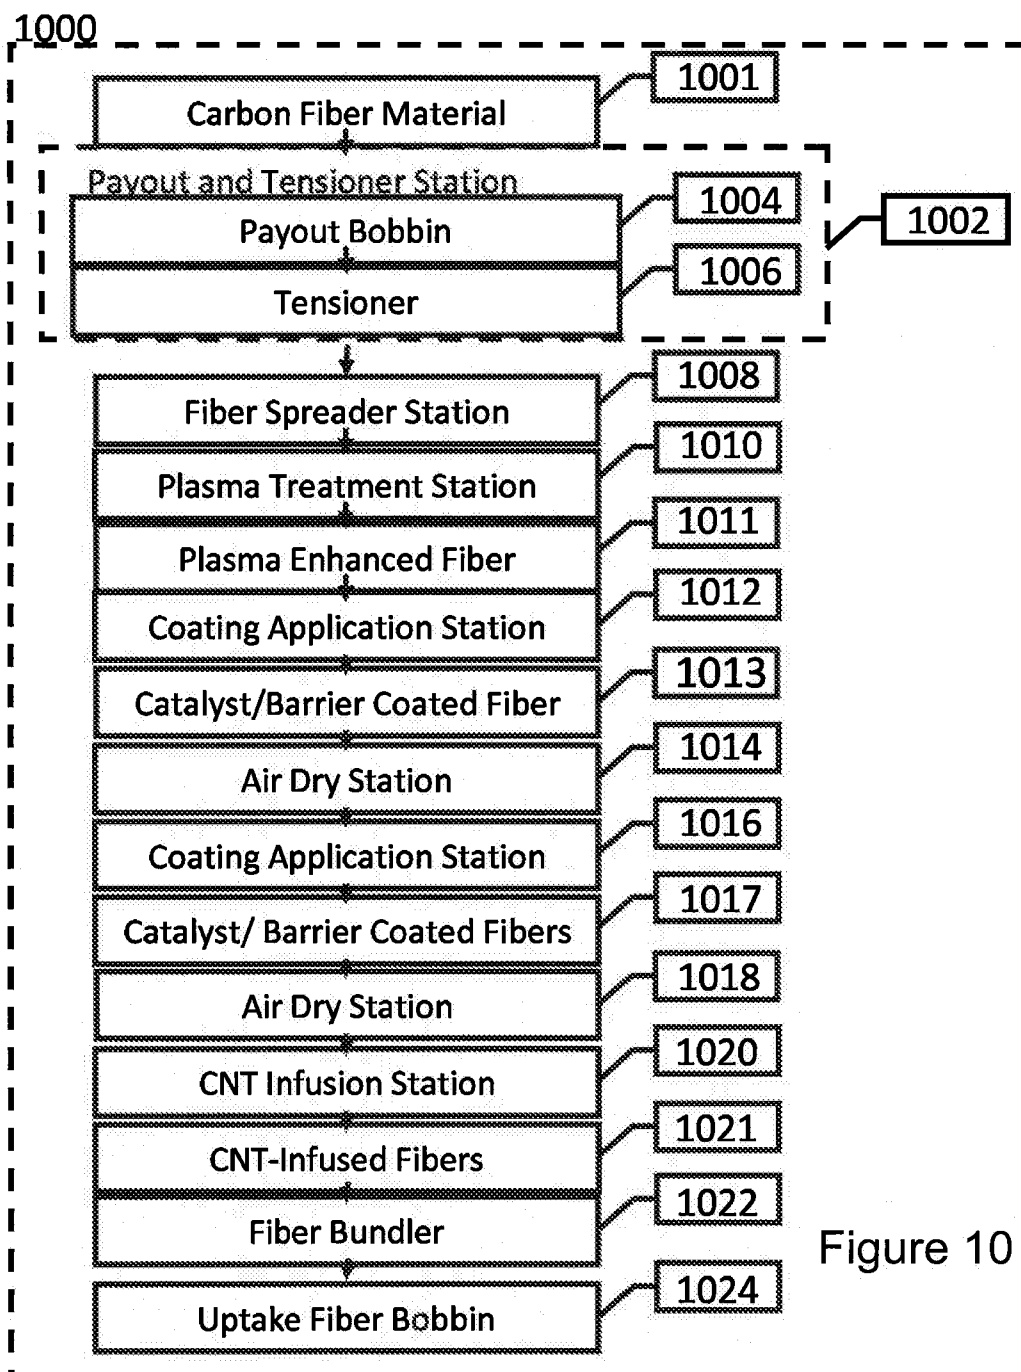 1000
Carbon Fiber Material
1001
Payout and Tensioner Station
Payout Bobbin
1004
1002
Tensioner
1006
Fiber Spreader Station
1008
Plasma Treatment Station
1010
Plasma Enhanced Fiber
1011
Coating Application Station
1012
Catalyst/Barrier Coated Fiber
1013
Air Dry Station
1014
Coating Application Station
1016
Catalyst/ Barrier Coated Fibers
1017
Air Dry Station
1018
CNT Infusion Station
1020
CNT-Infused Fibers
1021
Fiber Bundler
1022
Uptake Fiber Bobbin
1024
Figure 10